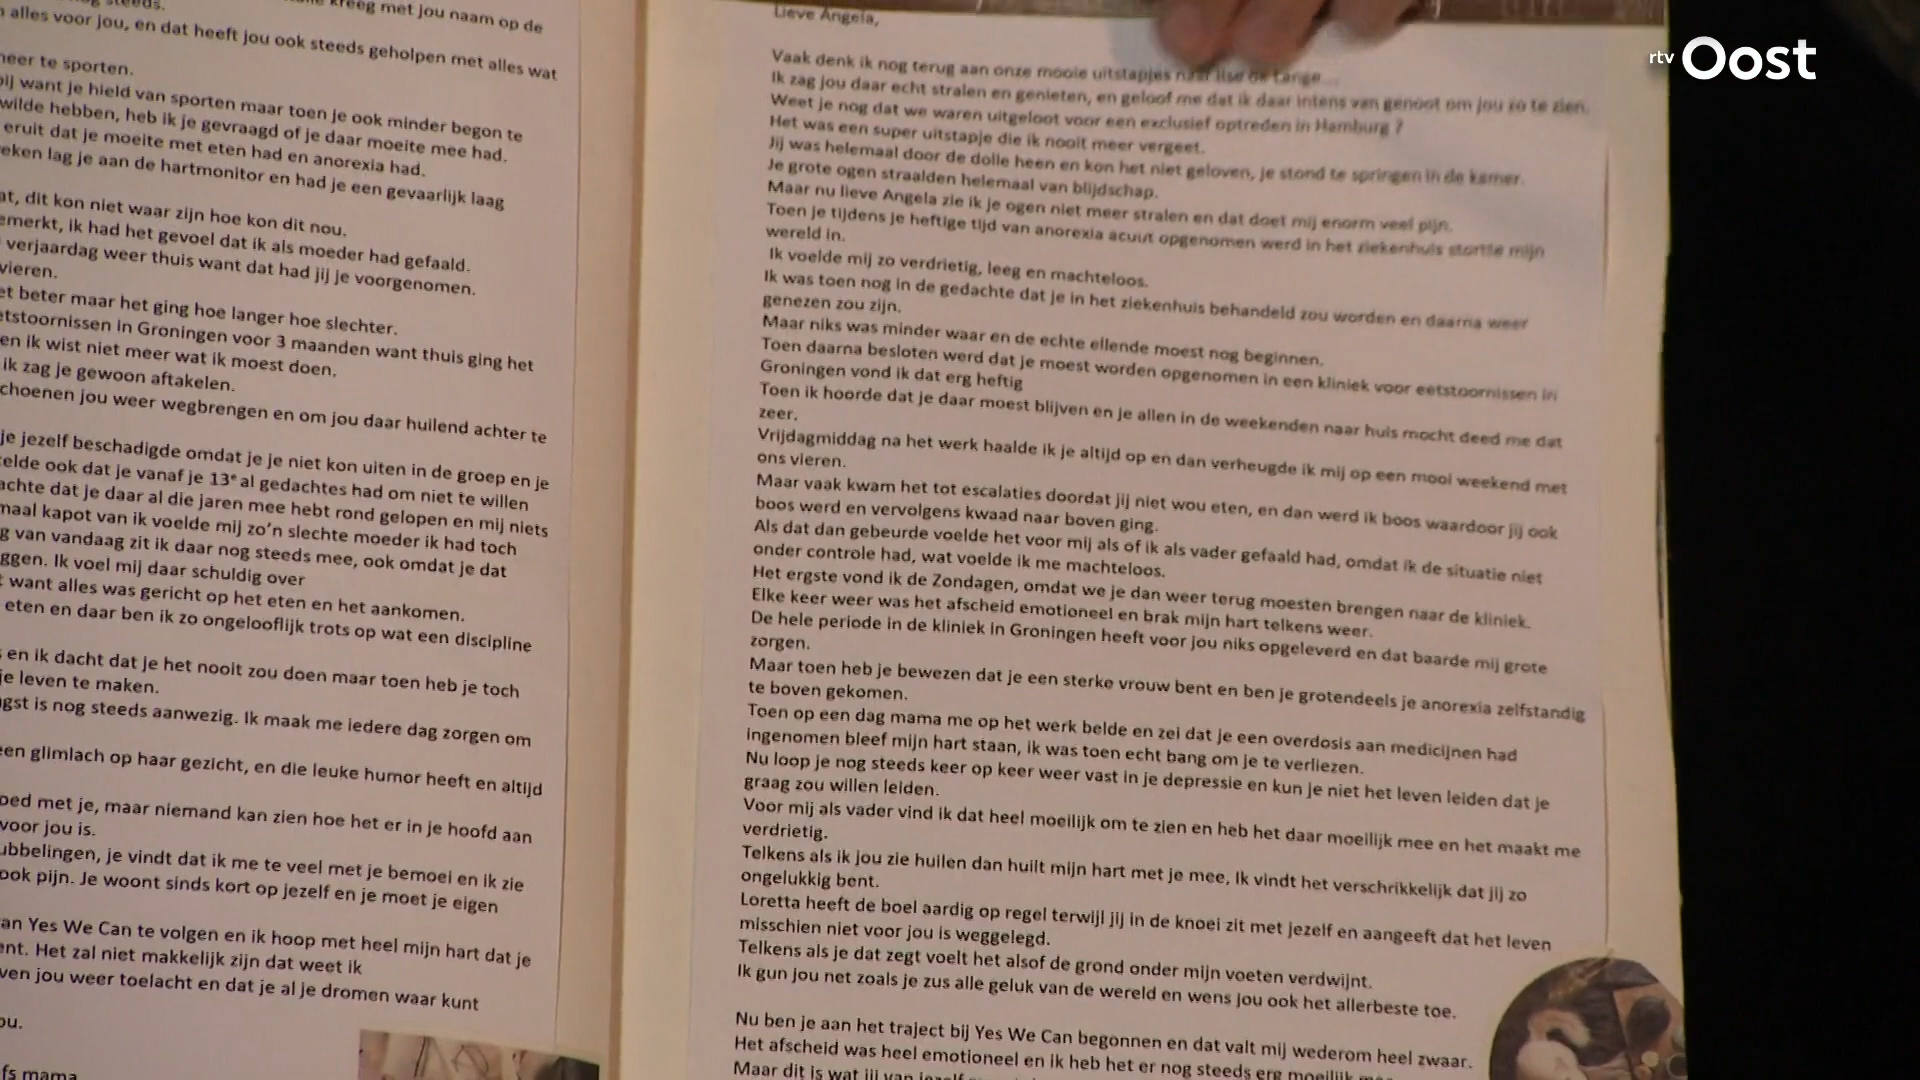 kreeg met jou naam op de
alles voor jou, en dat heeft jou ook steeds geholpen met alles wat
meer te sporten.
bij want je hield van sporten maar toen je ook minder begon te
wilde hebben, heb ik je gevraagd of je daar moeite mee had.
eruit dat je moeite met eten had en anorexia had.
eken lag je aan de hartmonitor en had je een gevaarlijk laag
at, dit kon niet waar zijn hoe kon dit nou.
emerkt, ik had het gevoel dat ik als moeder had gefaald.
verjaardag weer thuis want dat had jij je voorgenomen.
vieren.
et beter maar het ging hoe langer hoe slechter.
etstoornissen in Groningen voor 3 maanden want thuis ging het
en ik wist niet meer wat ik moest doen.
ik zag je gewoon aftakelen.
choenen jou weer wegbrengen en om jou daar huilend achter te
je jezelf beschadigde omdat je je niet kon uiten in de groep en je
elde ook dat je vanaf je 13e al gedachtes had om niet te willen
achte dat je daar al die jaren mee hebt rond gelopen en mij niets
maal kapot van ik voelde mij zo'n slechte moeder ik had toch
g van vandaag zit ik daar nog steeds mee, ook omdat je dat
ggen. Ik voel mij daar schuldig over
want alles was gericht op het eten en het aankomen.
eten en daar ben ik zo ongelooflijk trots op wat een discipline
en ik dacht dat je het nooit zou doen maar toen heb je toch
je leven te maken.
ngst is nog steeds aanwezig. Ik maak me iedere dag zorgen om
een glimlach op haar gezicht, en die leuke humor heeft en altijd
oed met je, maar niemand kan zien hoe het er in je hoofd aan
voor jou is.
ubbelingen, je vindt dat ik me te veel met je bemoei en ik zie
ook pijn. Je woont sinds kort op jezelf en je moet je eigen
an Yes We Can te volgen en ik hoop met heel mijn hart dat je
ent. Het zal niet makkelijk zijn dat weet ik
ven jou weer toelacht en dat je al je dromen waar kunt
ou.
fs mama
Lieve Angela,
Vaak denk ik nog terug aan onze mooie uitstapjes naar Ilse de Lange...
Ik zag jou daar echt stralen en genieten, en geloof me dat ik daar intens van genoot om jou zo te zien.
Weet je nog dat we waren uitgeloot voor een exclusief optreden in Hamburg ?
Het was een super uitstapje die ik nooit meer vergeet.
Jij was helemaal door de dolle heen en kon het niet geloven, je stond te springen in de kamer.
Je grote ogen straalden helemaal van blijdschap.
Maar nu lieve Angela zie ik je ogen niet meer stralen en dat doet mij enorm veel pijn.
Toen je tijdens je heftige tijd van anorexia acuut opgenomen werd in het ziekenhuis stortte mijn
wereld in.
Ik voelde mij zo verdrietig, leeg en machteloos.
Ik was toen nog in de gedachte dat je in het ziekenhuis behandeld zou worden en daarna weer
genezen zou zijn.
Maar niks was minder waar en de echte ellende moest nog beginnen.
Toen daarna besloten werd dat je moest worden opgenomen in een kliniek voor eetstoornissen in
Groningen vond ik dat erg heftig
Toen ik hoorde dat je daar moest blijven en je allen in de weekenden naar huis mocht deed me dat
zeer.
Vrijdagmiddag na het werk haalde ik je altijd op en dan verheugde ik mij op een mooi weekend met
ons vieren.
Maar vaak kwam het tot escalaties doordat jij niet wou eten, en dan werd ik boos waardoor jij ook
boos werd en vervolgens kwaad naar boven ging.
Als dat dan gebeurde voelde het voor mij als of ik als vader gefaald had, omdat ik de situatie niet
onder controle had, wat voelde ik me machteloos.
Het ergste vond ik de Zondagen, omdat we je dan weer terug moesten brengen naar de kliniek.
Elke keer weer was het afscheid emotioneel en brak mijn hart telkens weer.
De hele periode in de kliniek in Groningen heeft voor jou niks opgeleverd en dat baarde mij grote
zorgen.
Maar toen heb je bewezen dat je een sterke vrouw bent en ben je grotendeels je anorexia zelfstandig
te boven gekomen.
Toen op een dag mama me op het werk belde en zei dat je een overdosis aan medicijnen had
ingenomen bleef mijn hart staan, ik was toen echt bang om je te verliezen.
Nu loop je nog steeds keer op keer weer vast in je depressie en kun je niet het leven leiden dat je
graag zou willen leiden.
Voor mij als vader vind ik dat heel moeilijk om te zien en heb het daar moeilijk mee en het maakt me
verdrietig.
Telkens als ik jou zie huilen dan huilt mijn hart met je mee, Ik vindt het verschrikkelijk dat jij zo
ongelukkig bent.
Loretta heeft de boel aardig op regel terwijl jij in de knoei zit met jezelf en aangeeft dat het leven
misschien niet voor jou is weggelegd.
Telkens als je dat zegt voelt het alsof de grond onder mijn voeten verdwijnt.
Ik gun jou net zoals je zus alle geluk van de wereld en wens jou ook het allerbeste toe.
Nu ben je aan het traject bij Yes We Can begonnen en dat valt mij wederom heel zwaar.
Het afscheid was heel emotioneel en ik heb het er nog steeds erg moeilijk
Maar dit is wat jij van jezelf
rtv Oost